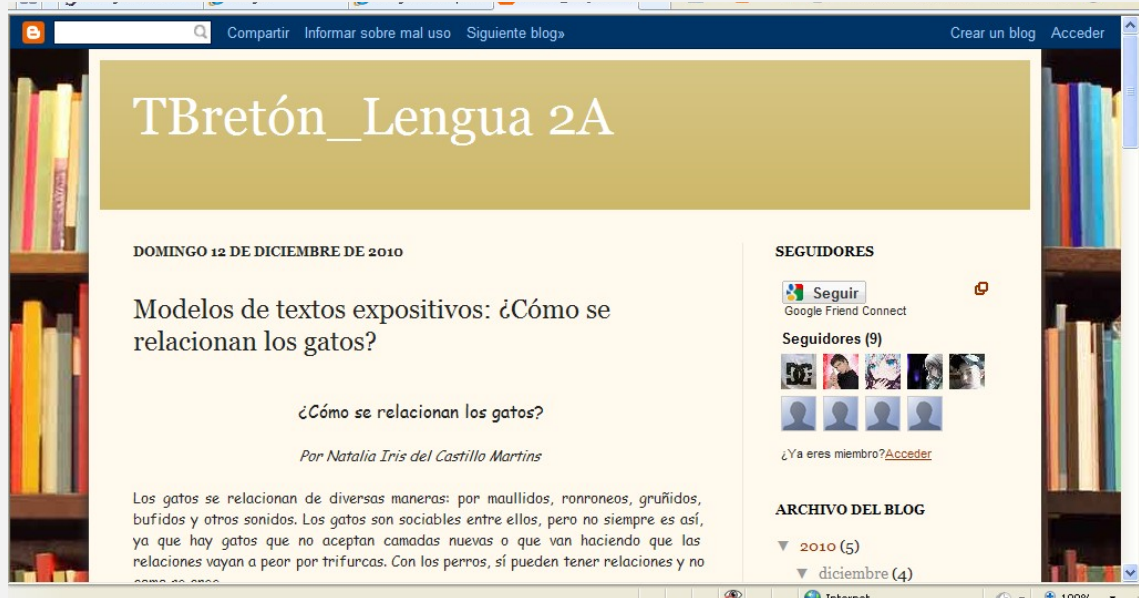 Compartir Informar sobre mal uso Siguiente blog» Crear un blog Acceder
TBretón_Lengua 2A
DOMINGO 12 DE DICIEMBRE DE 2010
Modelos de textos expositivos: ¿Cómo se
relacionan los gatos?
¿Cómo se relacionan los gatos?
Por Natalia Iris del Castillo Martins
Los gatos se relacionan de diversas maneras: por maullidos, ronroneos, gruñidos,
bufidos y otros sonidos. Los gatos son sociables entre ellos, pero no siempre es así,
ya que hay gatos que no aceptan camadas nuevas o que van haciendo que las
relaciones vayan a peor por trifurcas. Con los perros, sí pueden tener relaciones y no
SEGUIDORES
Seguir
Google Friend Connect
Seguidores (9)
DC
¿Ya eres miembro?Acceder
ARCHIVO DEL BLOG
▼ 2010 (5)
▼ diciembre (4)
Internet
100%